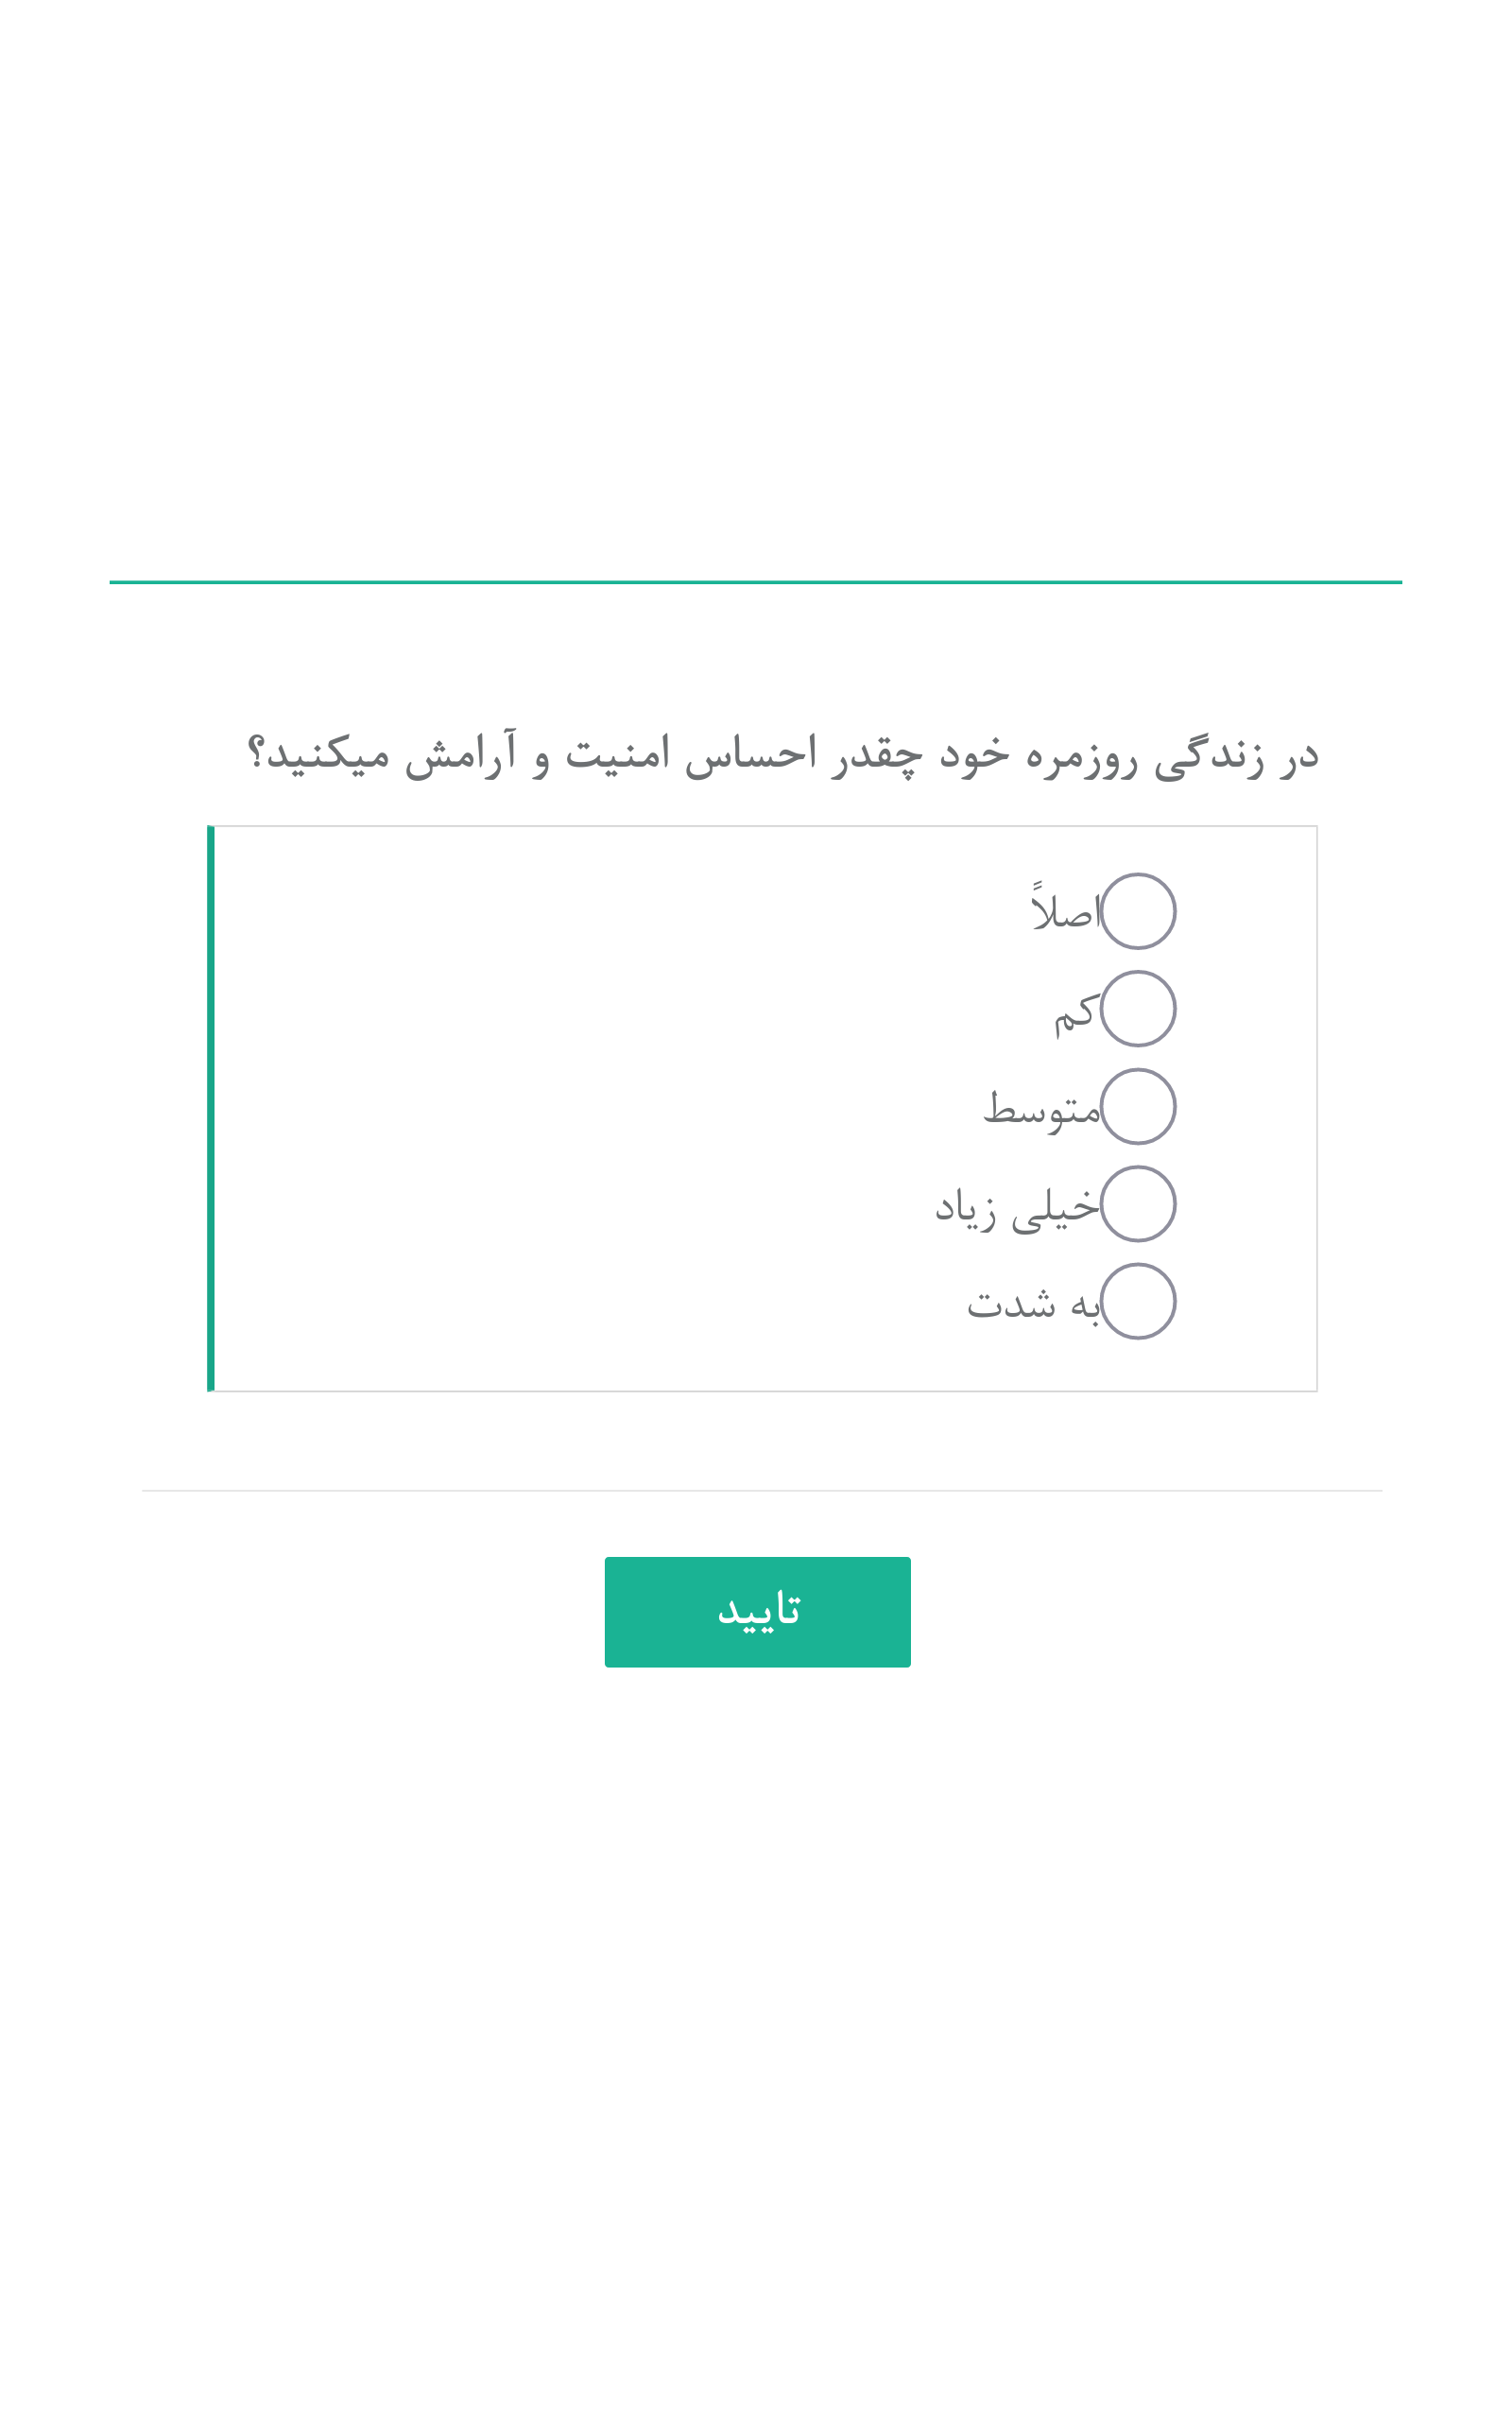 در زندگی روزمره خود چقدر احساس امنیت و آرامش میکنید؟
اصلاً
کم
متوسط
خیلی زیاد
به شدت
تایید